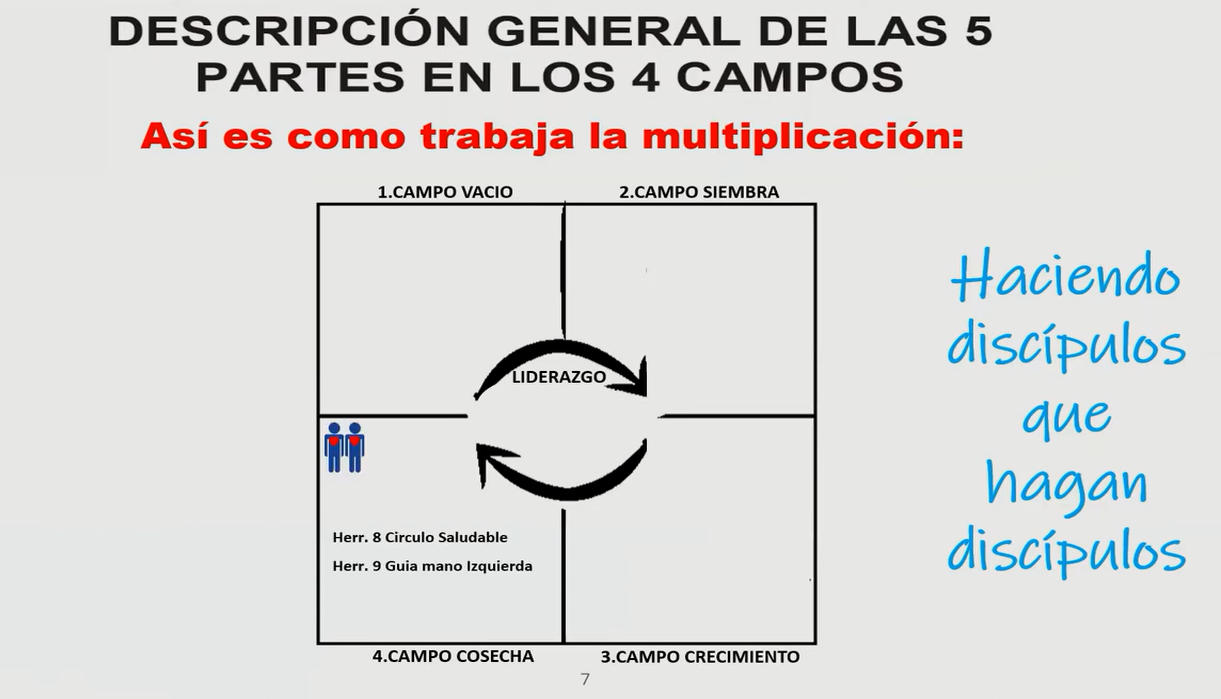 DESCRIPCIÓN GENERAL DE LAS 5
PARTES EN LOS 4 CAMPOS
Así es como trabaja la multiplicación:
1.CAMPO VACIO
2.CAMPO SIEMBRA
LIDERAZGO
Herr. 8 Circulo Saludable
Herr. 9 Guia mano Izquierda
4.CAMPO COSECHA
3.CAMPO CRECIMIENTO
Haciendo
discípulos
que
hagan
discípulos
7